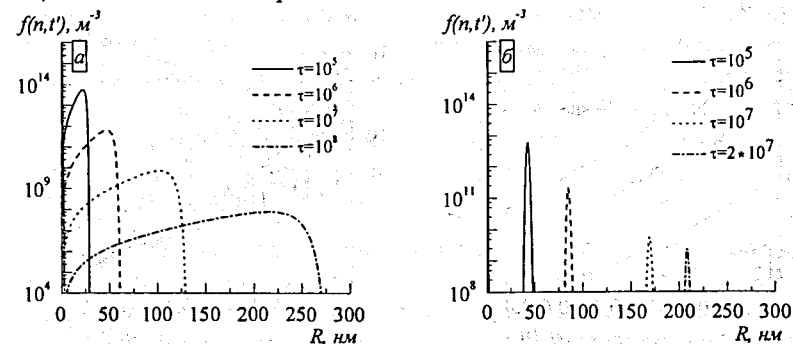 f(n,t'), м⁻³
а
τ=10⁵
τ=10⁶
τ=10⁷
τ=10⁸
10¹⁴
10⁹
10⁴
0 50 100 150 200 250 300
R, нм
f(n,t'), м⁻³
б
τ=10⁵
τ=10⁶
τ=10⁷
τ=2*10⁷
10¹⁴
10¹¹
10⁸
0 50 100 150 200 250 300
R, нм